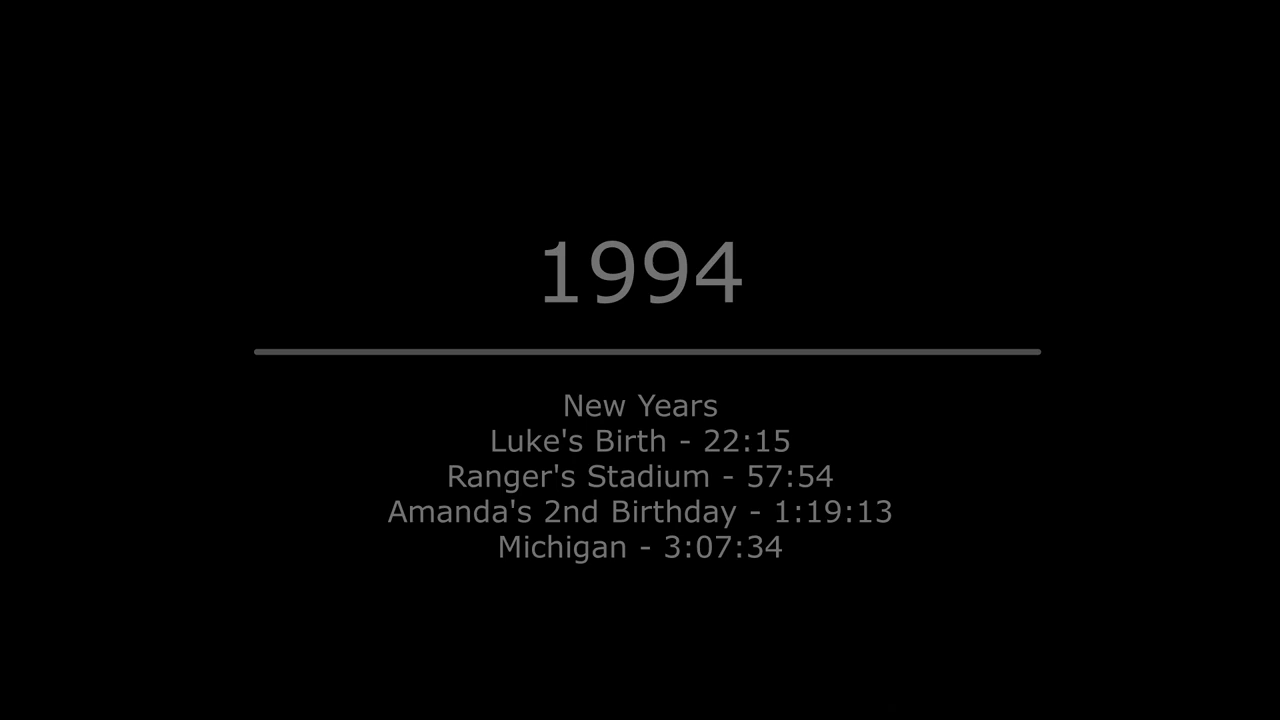 1994
New Years
Luke's Birth - 22:15
Ranger's Stadium - 57:54
Amanda's 2nd Birthday - 1:19:13
Michigan - 3:07:34